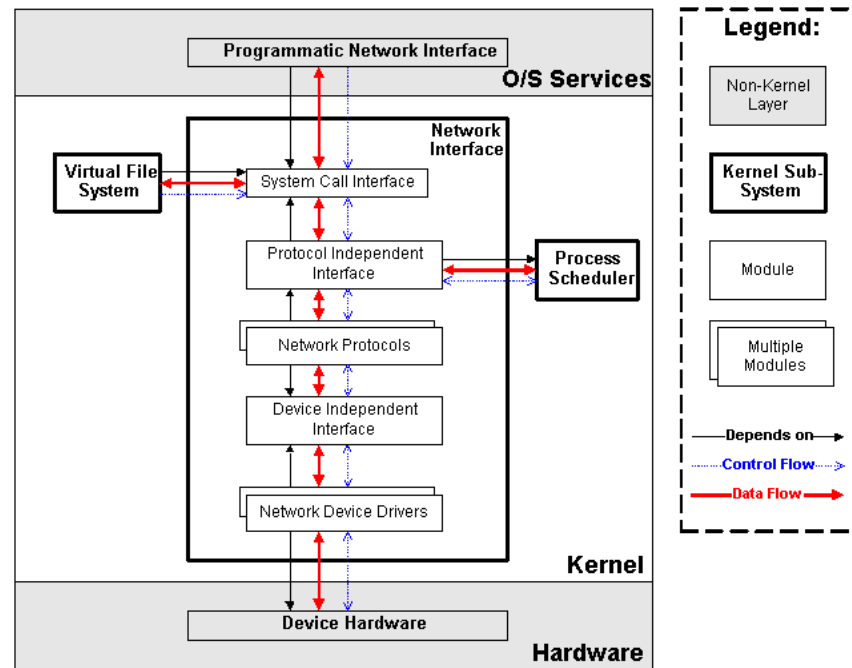 Programmatic Network Interface
O/S Services
Network
Interface
Virtual File
System
System Call Interface
Protocol Independent
Interface
Process
Scheduler
Network Protocols
Device Independent
Interface
Network Device Drivers
Kernel
Device Hardware
Hardware
Legend:
Non-Kernel
Layer
Kernel Sub-
System
Module
Multiple
Modules
Depends on
Control Flow
Data Flow